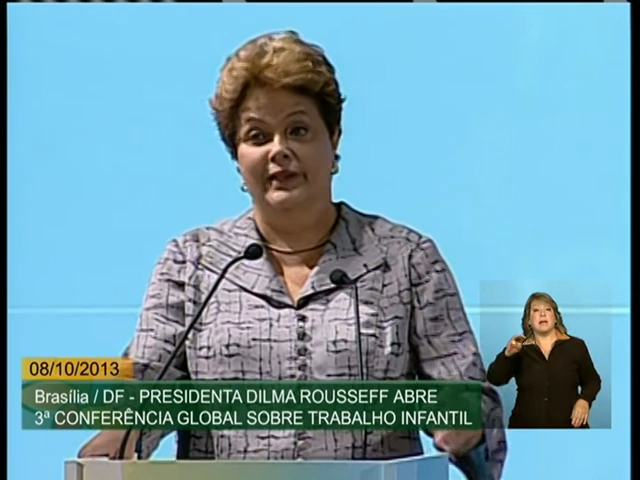 08/10/2013
Brasília / DF - PRESIDENTA DILMA ROUSSEFF ABRE
3ª CONFERÊNCIA GLOBAL SOBRE TRABALHO INFANTIL